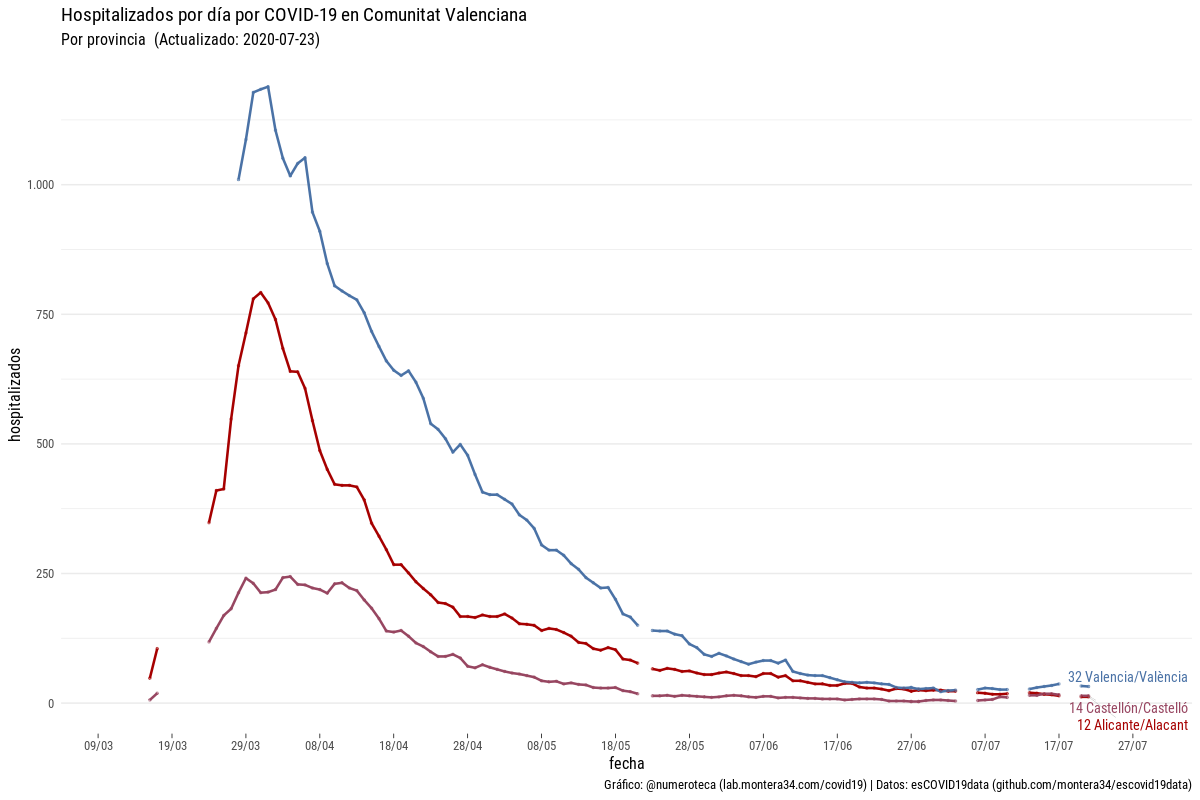 Hospitalizados por día por COVID-19 en Comunitat Valenciana
Por provincia  (Actualizado: 2020-07-23)
hospitalizados
1.000
750
500
250
0
32 Valencia/València
14 Castellón/Castelló
12 Alicante/Alacant
09/03 19/03 29/03 08/04 18/04 28/04 08/05 18/05 28/05 07/06 17/06 27/06 07/07 17/07 27/07
fecha
Gráfico: @numeroteca (lab.montera34.com/covid19) | Datos: esCOVID19data (github.com/montera34/escovid19data)